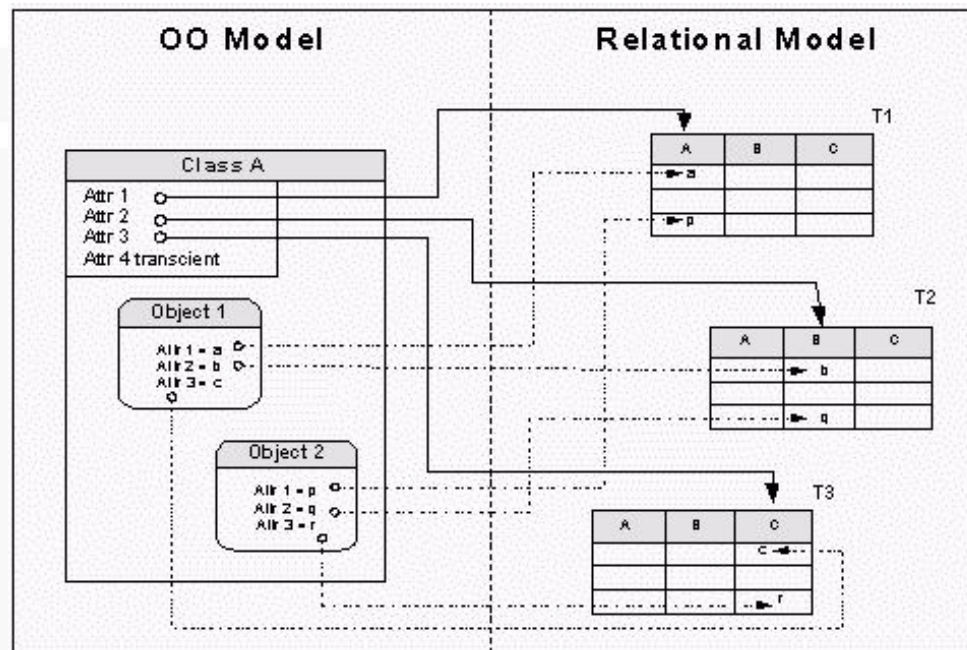 OO Model
Relational Model
T1
A B C
a
p
Class A
Attr 1
Attr 2
Attr 3
Attr 4 transcient
T2
A B C
b
q
Object 1
Attr 1 = a
Attr 2 = b
Attr 3 = c
Object 2
Attr 1 = p
Attr 2 = q
Attr 3 = r
T3
A B C
c
r